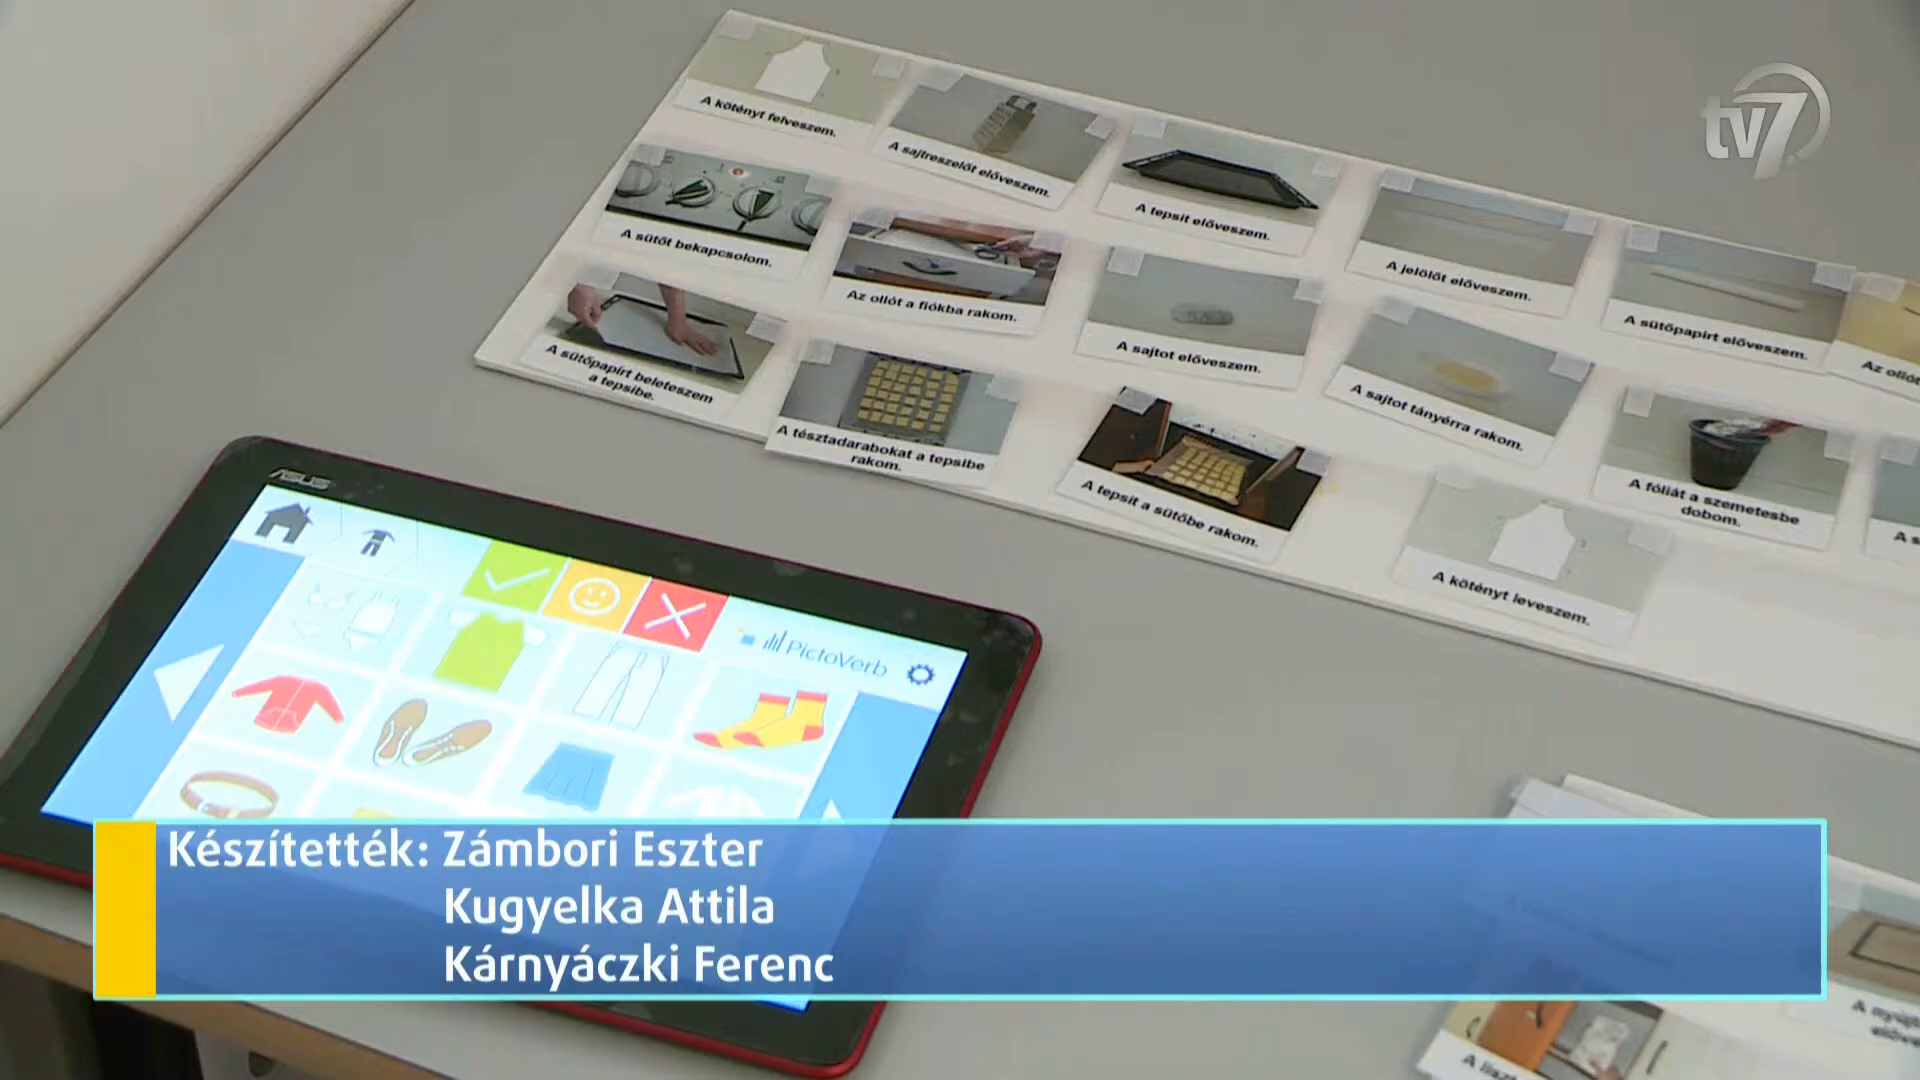 tv7
A kötényt felveszem.
A sajtreszelőt előveszem.
A tepsit előveszem.
A jelölőt előveszem.
A sütőpapírt előveszem.
Az ollót
A sütőt bekapcsolom.
Az ollót a fiókba rakom.
A sajtot előveszem.
A sajtot tányérra rakom.
A fóliát a szemetesbe
dobom.
A sütőpapírt beleteszem
a tepsibe.
A tésztadarabokat a tepsibe
rakom.
A tepsit a sütőbe rakom.
A kötényt leveszem.
ASUS
PictoVerb
Készítették: Zámbori Eszter
Kugyelka Attila
Kárnyáczki Ferenc